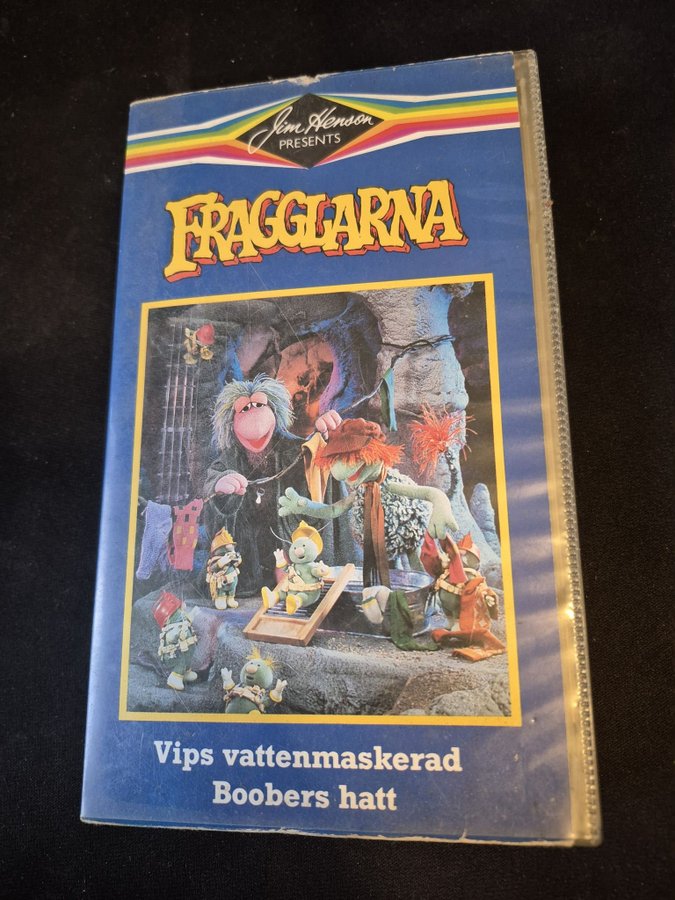 Jim Henson
PRESENTS
FRAGGLARNA
Vips vattenmaskerad
Boobers hatt